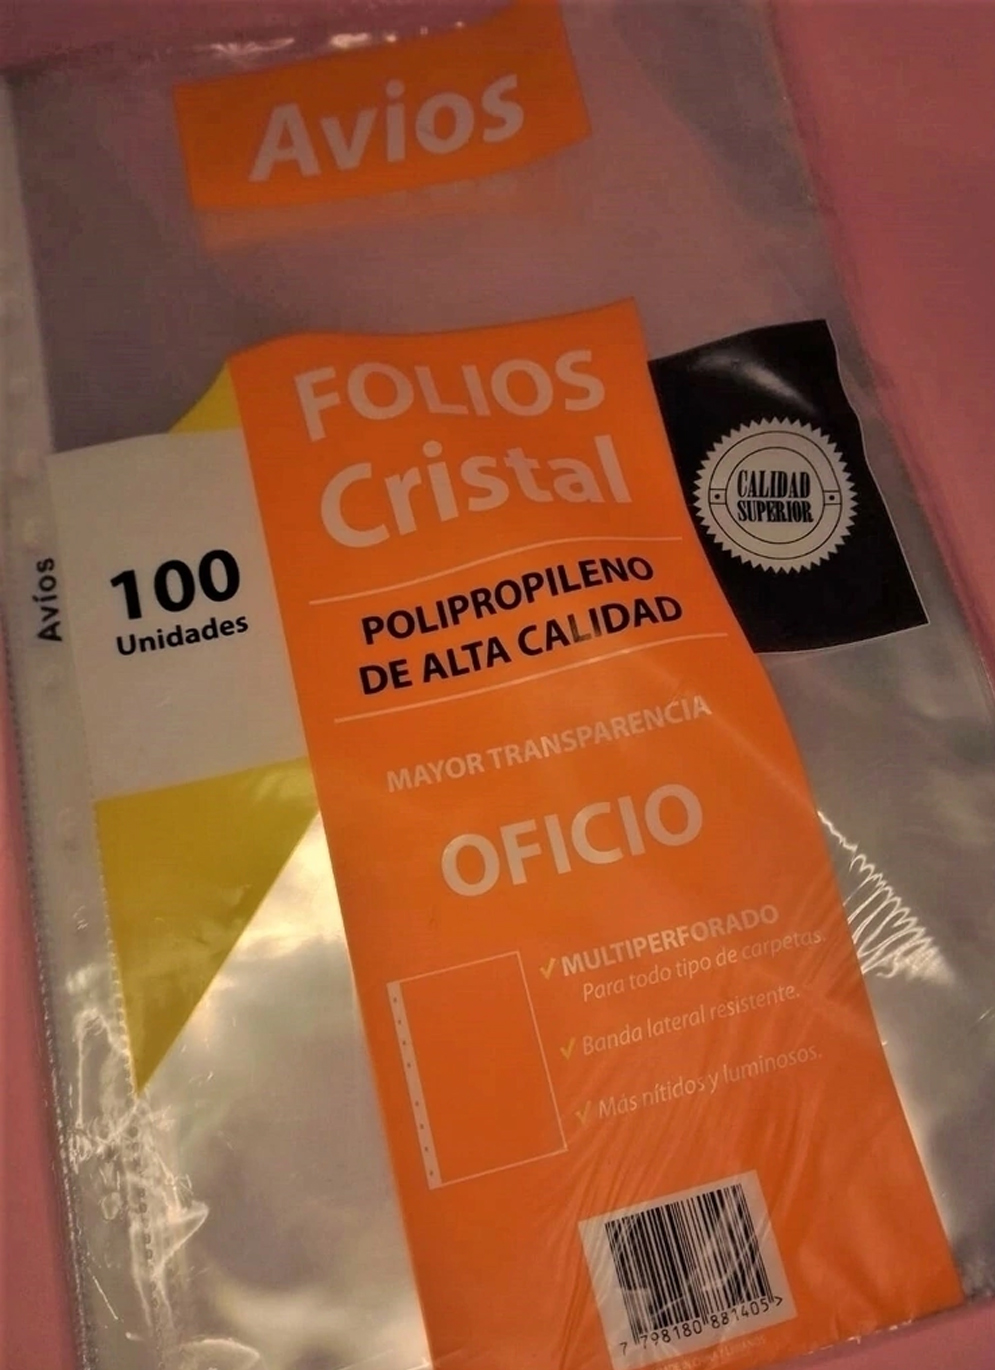 Avios
FOLIOS
Cristal
CALIDAD
SUPERIOR
100
Unidades
Avíos
POLIPROPILENO
DE ALTA CALIDAD
MAYOR TRANSPARENCIA
OFICIO
✓ MULTIPERFORADO
Para todo tipo de carpetas.
✓ Banda lateral resistente.
✓ Más nítidos y luminosos.
7 798180 881405 >